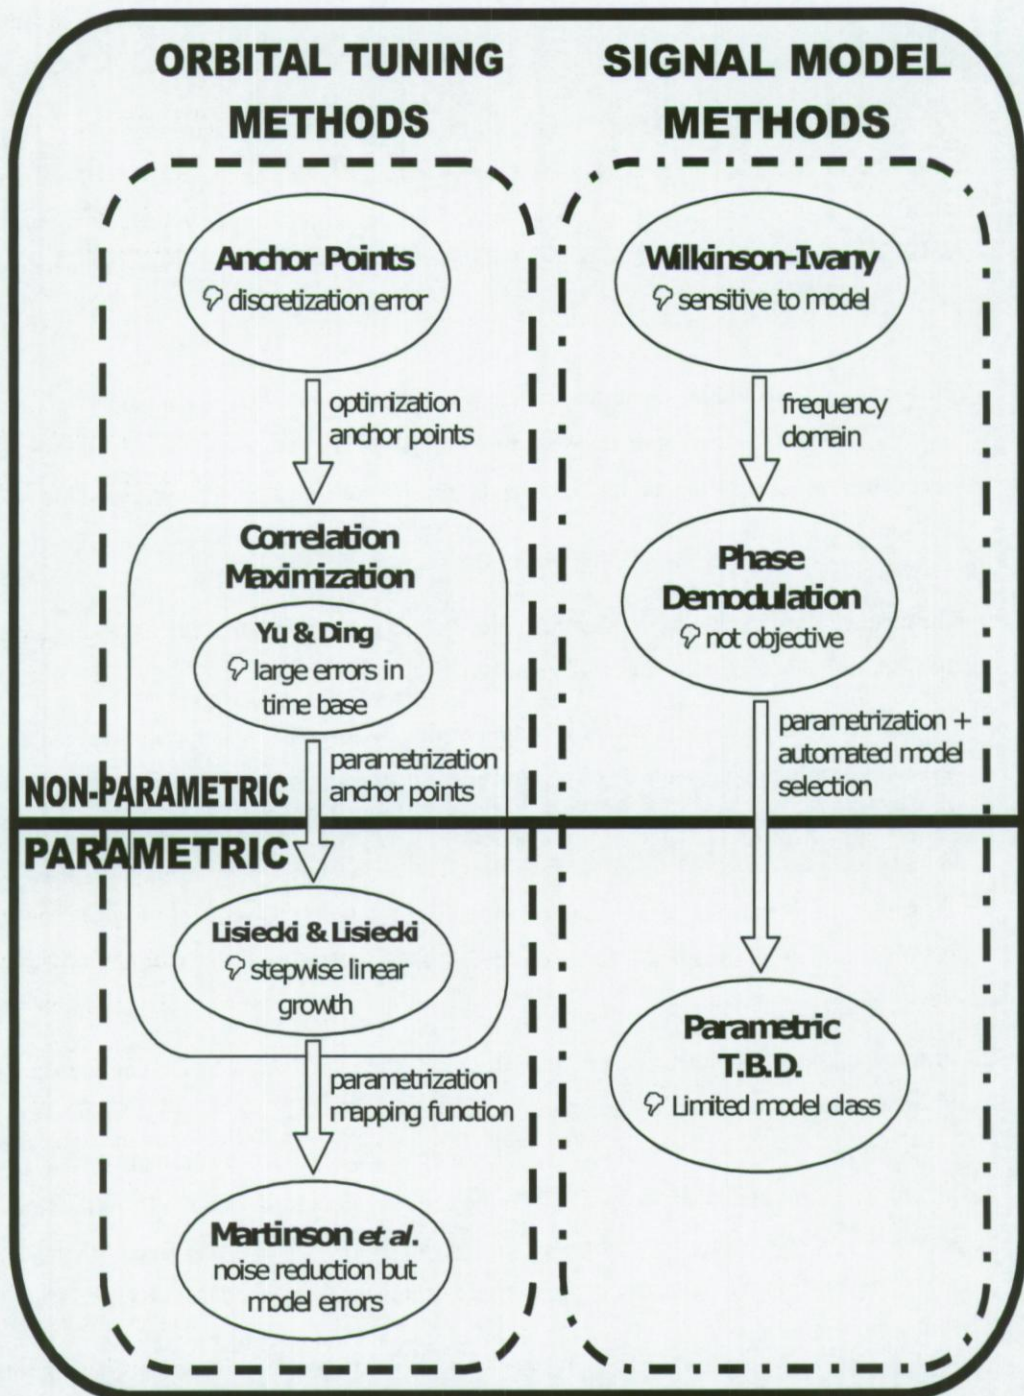 ORBITAL TUNING
METHODS
Anchor Points
👎 discretization error
optimization
anchor points
Correlation
Maximization
Yu & Ding
👎 large errors in
time base
parametrization
anchor points
NON-PARAMETRIC
PARAMETRIC
Lisiecki & Lisiecki
👎 stepwise linear
growth
parametrization
mapping function
Martinson et al.
noise reduction but
model errors
SIGNAL MODEL
METHODS
Wilkinson-Ivany
👎 sensitive to model
frequency
domain
Phase
Demodulation
👎 not objective
parametrization +
automated model
selection
Parametric
T.B.D.
👎 Limited model class